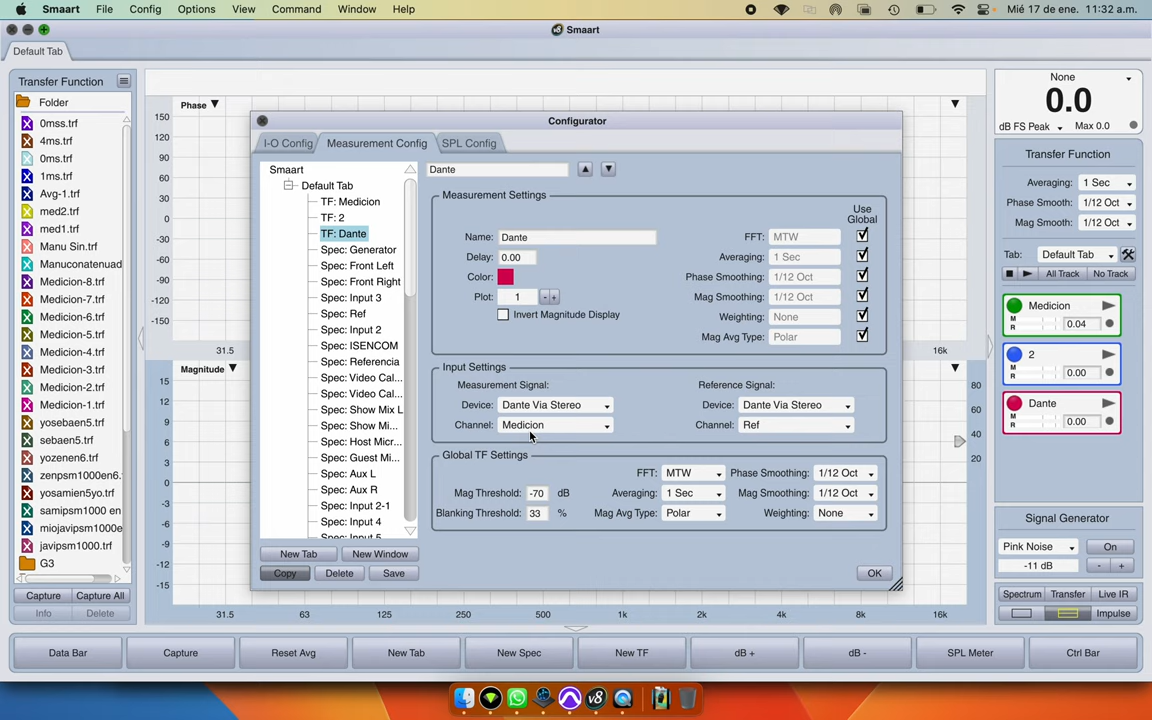 Smaart File Config Options View Command Window Help Mié 17 de ene. 11:32 a.m.
v8 Smaart
Default Tab
Transfer Function
Folder
0mss.trf
4ms.trf
0ms.trf
1ms.trf
Avg-1.trf
med2.trf
med1.trf
Manu Sin.trf
Manuconatenuad
Medicion-8.trf
Medicion-7.trf
Medicion-6.trf
Medicion-5.trf
Medicion-4.trf
Medicion-3.trf
Medicion-2.trf
Medicion-1.trf
yosebaen5.trf
sebaen5.trf
yozenen6.trf
zenpsm1000en6.
yosamien5yo.trf
samipsm1000 en
miojavipsm1000e
javipsm1000.trf
G3
Capture Capture All
Info Delete
Phase
150
120
90
60
30
0
-30
-60
-90
-120
-150
31.5 16k
Magnitude
15
12
9
6
3
0
-3
-6
-9
-12
-15
80
60
40
20
31.5 63 125 250 500 1k 2k 4k 8k 16k
Configurator
I-O Config Measurement Config SPL Config
Smaart
Default Tab
TF: Medicion
TF: 2
TF: Dante
Spec: Generator
Spec: Front Left
Spec: Front Right
Spec: Input 3
Spec: Ref
Spec: Input 2
Spec: ISENCOM
Spec: Referencia
Spec: Video Cal...
Spec: Video Cal...
Spec: Show Mix L
Spec: Show Mi...
Spec: Host Micr...
Spec: Guest Mi...
Spec: Aux L
Spec: Aux R
Spec: Input 2-1
Spec: Input 4
Spec: Input 5
New Tab New Window
Copy Delete Save
Dante
Measurement Settings
Use
Global
Name: Dante FFT: MTW
Delay: 0.00 Averaging: 1 Sec
Color: Phase Smoothing: 1/12 Oct
Plot: 1 - + Mag Smoothing: 1/12 Oct
Invert Magnitude Display Weighting: None
Mag Avg Type: Polar
Input Settings
Measurement Signal: Reference Signal:
Device: Dante Via Stereo Device: Dante Via Stereo
Channel: Medicion Channel: Ref
Global TF Settings
FFT: MTW Phase Smoothing: 1/12 Oct
Mag Threshold: -70 dB Averaging: 1 Sec Mag Smoothing: 1/12 Oct
Blanking Threshold: 33 % Mag Avg Type: Polar Weighting: None
OK
None
0.0
dB FS Peak Max 0.0
Transfer Function
Averaging: 1 Sec
Phase Smooth: 1/12 Oct
Mag Smooth: 1/12 Oct
Tab: Default Tab
All Track No Track
Medicion
M
R 0.04
2
M
R 0.00
Dante
M
R 0.00
Signal Generator
Pink Noise On
-11 dB - +
Spectrum Transfer Live IR
Impulse
Data Bar Capture Reset Avg New Tab New Spec New TF dB + dB - SPL Meter Ctrl Bar
v8